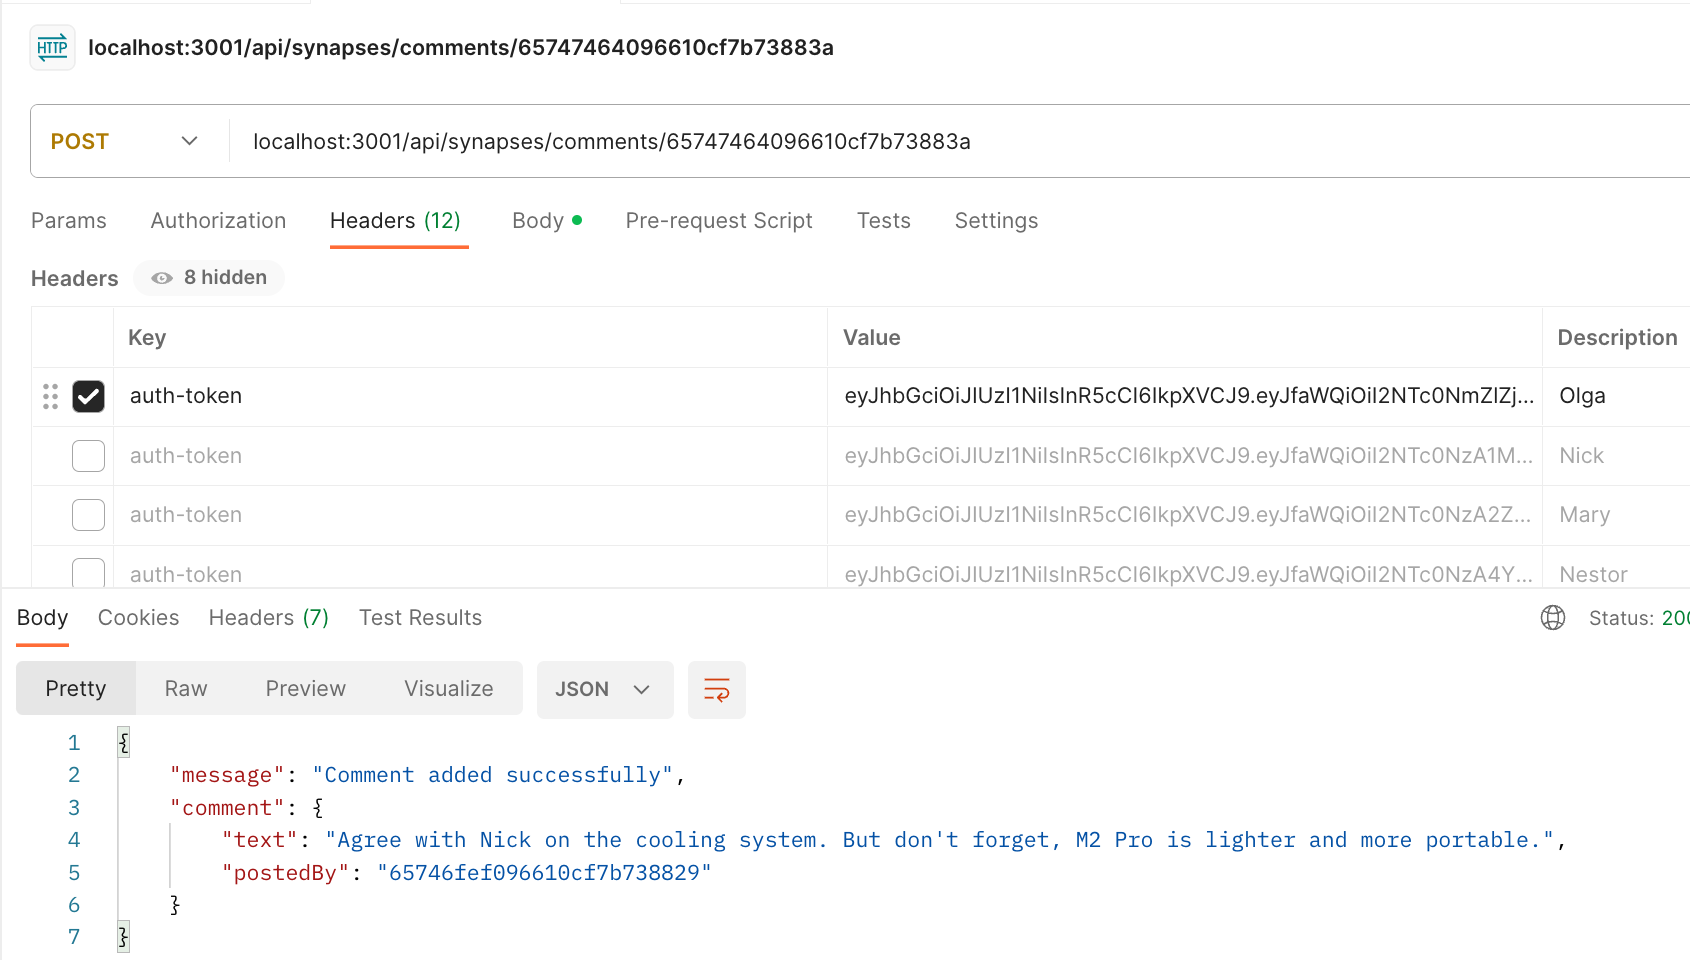 HTTP localhost:3001/api/synapses/comments/65747464096610cf7b73883a
POST localhost:3001/api/synapses/comments/65747464096610cf7b73883a
Params Authorization Headers (12) Body Pre-request Script Tests Settings
Headers 8 hidden
Key Value Description
auth-token eyJhbGciOiJIUzI1NiIsInR5cCI6IkpXVCJ9.eyJfaWQiOiI2NTc0NmZlZj... Olga
auth-token eyJhbGciOiJIUzI1NiIsInR5cCI6IkpXVCJ9.eyJfaWQiOiI2NTc0NzA1M... Nick
auth-token eyJhbGciOiJIUzI1NiIsInR5cCI6IkpXVCJ9.eyJfaWQiOiI2NTc0NzA2Z... Mary
auth-token eyJhbGciOiJIUzI1NiIsInR5cCI6IkpXVCJ9.eyJfaWQiOiI2NTc0NzA4Y... Nestor
Body Cookies Headers (7) Test Results Status: 200
Pretty Raw Preview Visualize JSON
1 {
2 "message": "Comment added successfully",
3 "comment": {
4 "text": "Agree with Nick on the cooling system. But don't forget, M2 Pro is lighter and more portable.",
5 "postedBy": "65746fef096610cf7b738829"
6 }
7 }